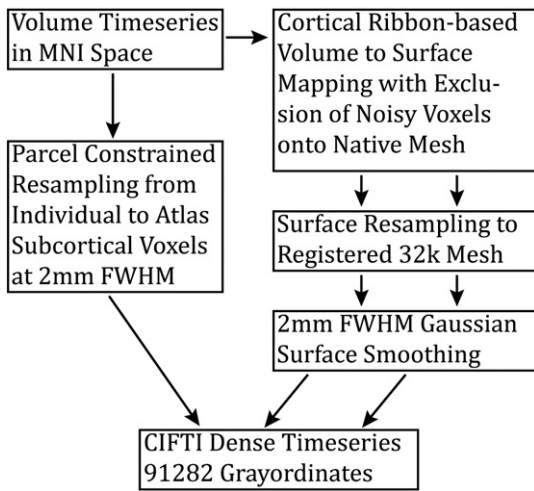 Volume Timeseries
in MNI Space
Cortical Ribbon-based
Volume to Surface
Mapping with Exclu-
sion of Noisy Voxels
onto Native Mesh
Parcel Constrained
Resampling from
Individual to Atlas
Subcortical Voxels
at 2mm FWHM
Surface Resampling to
Registered 32k Mesh
2mm FWHM Gaussian
Surface Smoothing
CIFTI Dense Timeseries
91282 Grayordinates